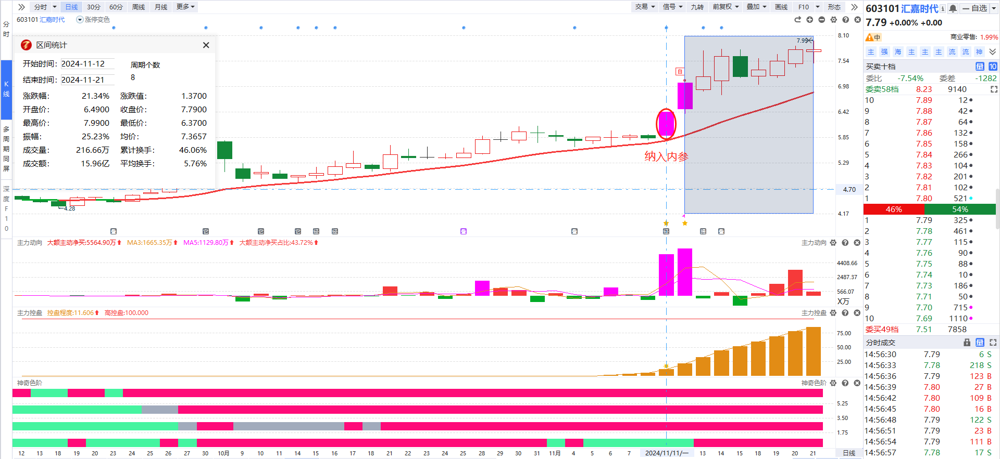 分时 日线 30分 60分 周线 月线 更多
交易 信号 九转 前复权 叠加 画线 F10 形态
603101 汇嘉时代 涨停变色
分时
K线
多周期同屏
深度F10
区间统计
开始时间: 2024-11-12 周期个数
结束时间: 2024-11-21 8
涨跌幅: 21.34% 涨跌值: 1.3700
开盘价: 6.4900 收盘价: 7.7900
最高价: 7.9900 最低价: 6.3700
振幅: 25.23% 均价: 7.3657
成交量: 216.66万 累计换手: 46.06%
成交额: 15.96亿 平均换手: 5.76%
7.99
自
纳入内参
4.28
8.10
7.54
6.98
6.42
5.85
5.29
4.70
4.17
主力动向 大额主动净买:5564.90万 MA3:1665.35万 MA5:1129.80万 大额主动净买占比:43.72% 主力动向
4408.66
2487.37
566.07
X万
主力控盘 控盘程度:11.606 高控盘:100.000 主力控盘
75.00
50.00
25.00
神奇色阶 神奇色阶
5.25
3.50
1.75
12 13 18 19 20 23 24 25 26 27 30 10月 9 10 11 14 15 16 17 18 21 22 23 24 25 28 29 30 31 11月 4 5 6 7 2024/11/11/一 13 14 15 18 19 20 21 日线
603101 汇嘉时代 自选
7.79 +0.00% +0.00
中 商业零售: 1.99%
主 强 海 主 主 主 流 流 神
买卖十档 量 10
委比 -7.54% 委差 -1282
委卖58档 8.23 9140
10 7.89 12
9 7.88 42
8 7.87 64
7 7.86 132
6 7.85 158
5 7.84 266
4 7.83 104
3 7.82 201
2 7.81 102
1 7.80 521
46% 54%
1 7.79 325
2 7.78 461
3 7.77 115
4 7.76 90
5 7.75 88
6 7.74 10
7 7.73 186
8 7.71 50
9 7.70 715
10 7.69 1110
委买49档 7.51 7858
分时成交 量
14:56:30 7.79 6 S
14:56:33 7.78 218 S
14:56:36 7.79 123 B
14:56:39 7.80 27 B
14:56:42 7.80 109 B
14:56:45 7.80 16 B
14:56:48 7.79 122 S
14:56:51 7.79 23 B
14:56:54 7.79 111 B
14:56:57 7.78 17 S